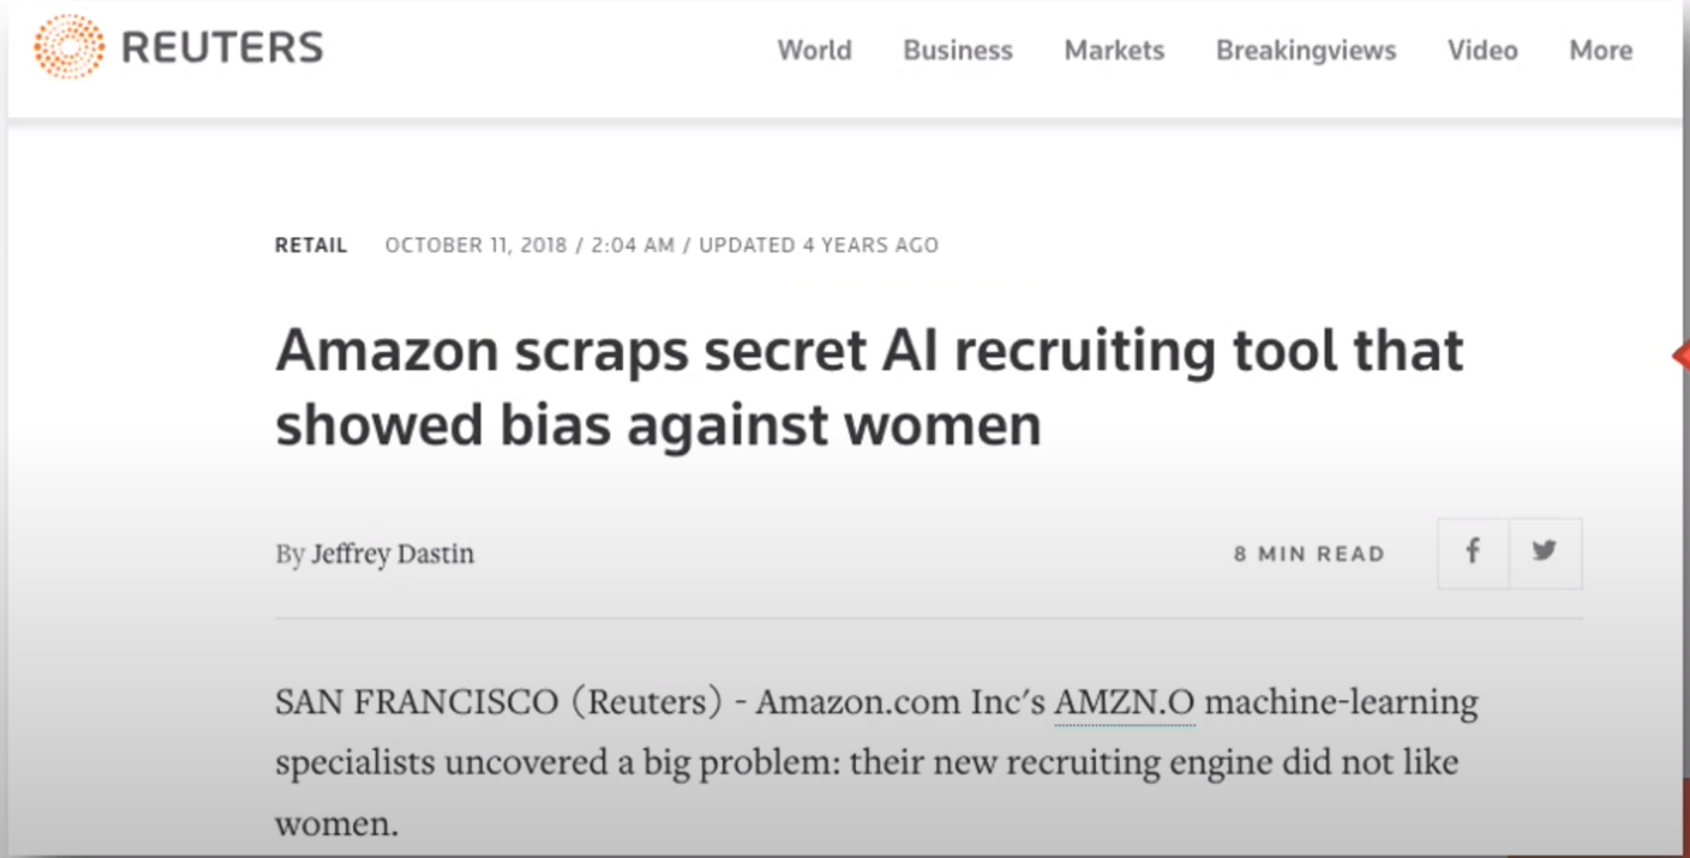 REUTERS
World Business Markets Breakingviews Video More
RETAIL OCTOBER 11, 2018 / 2:04 AM / UPDATED 4 YEARS AGO
Amazon scraps secret AI recruiting tool that
showed bias against women
By Jeffrey Dastin
8 MIN READ
SAN FRANCISCO (Reuters) - Amazon.com Inc's AMZN.O machine-learning
specialists uncovered a big problem: their new recruiting engine did not like
women.